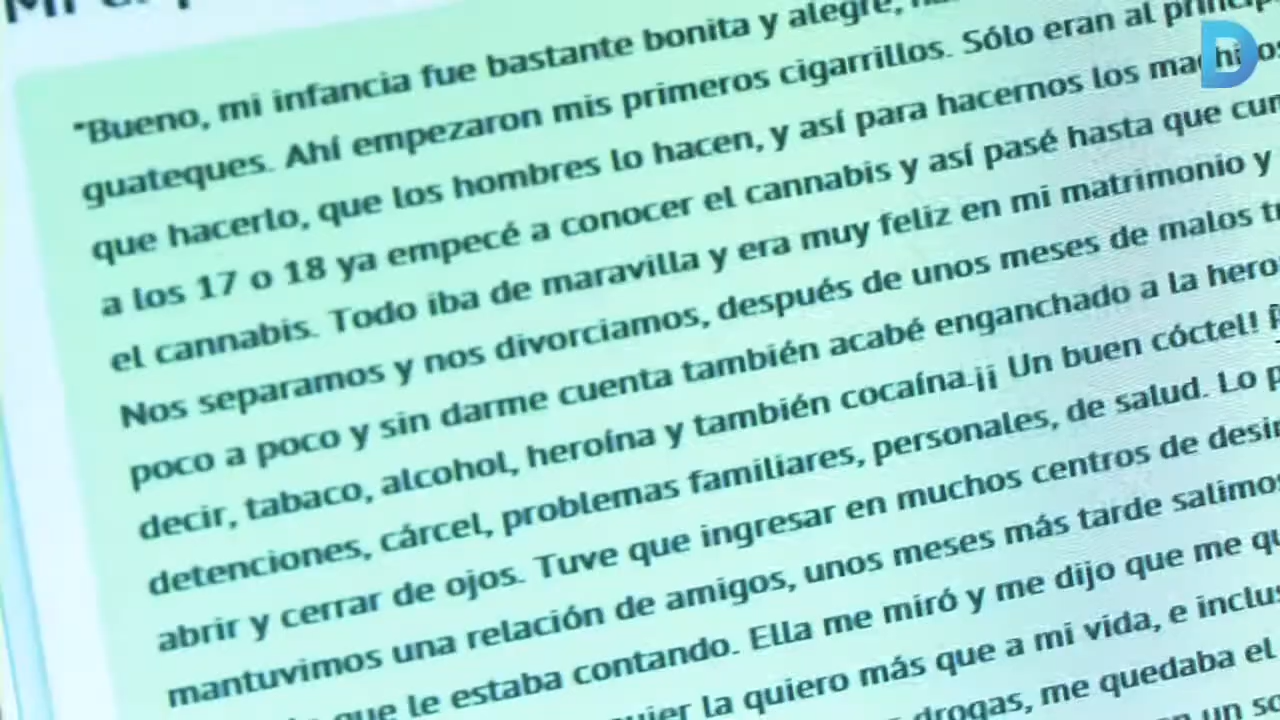 Mi
"Bueno, mi infancia fue bastante bonita y alegre,
guateques. Ahí empezaron mis primeros cigarrillos. Sólo eran al
que hacerlo, que los hombres lo hacen, y así para hacernos los machitos
a los 17 o 18 ya empecé a conocer el cannabis y así pasé hasta que
el cannabis. Todo iba de maravilla y era muy feliz en mi matrimonio y
Nos separamos y nos divorciamos, después de unos meses de malos
poco a poco y sin darme cuenta también acabé enganchado a la
decir, tabaco, alcohol, heroína y también cocaína.¡¡ Un buen cóctel!
detenciones, cárcel, problemas familiares, personales, de salud. Lo
abrir y cerrar de ojos. Tuve que ingresar en muchos centros de
mantuvimos una relación de amigos, unos meses más tarde salimos
que le estaba contando. Ella me miró y me dijo que me
la quiero más que a mi vida, e
drogas, me quedaba el
un
D